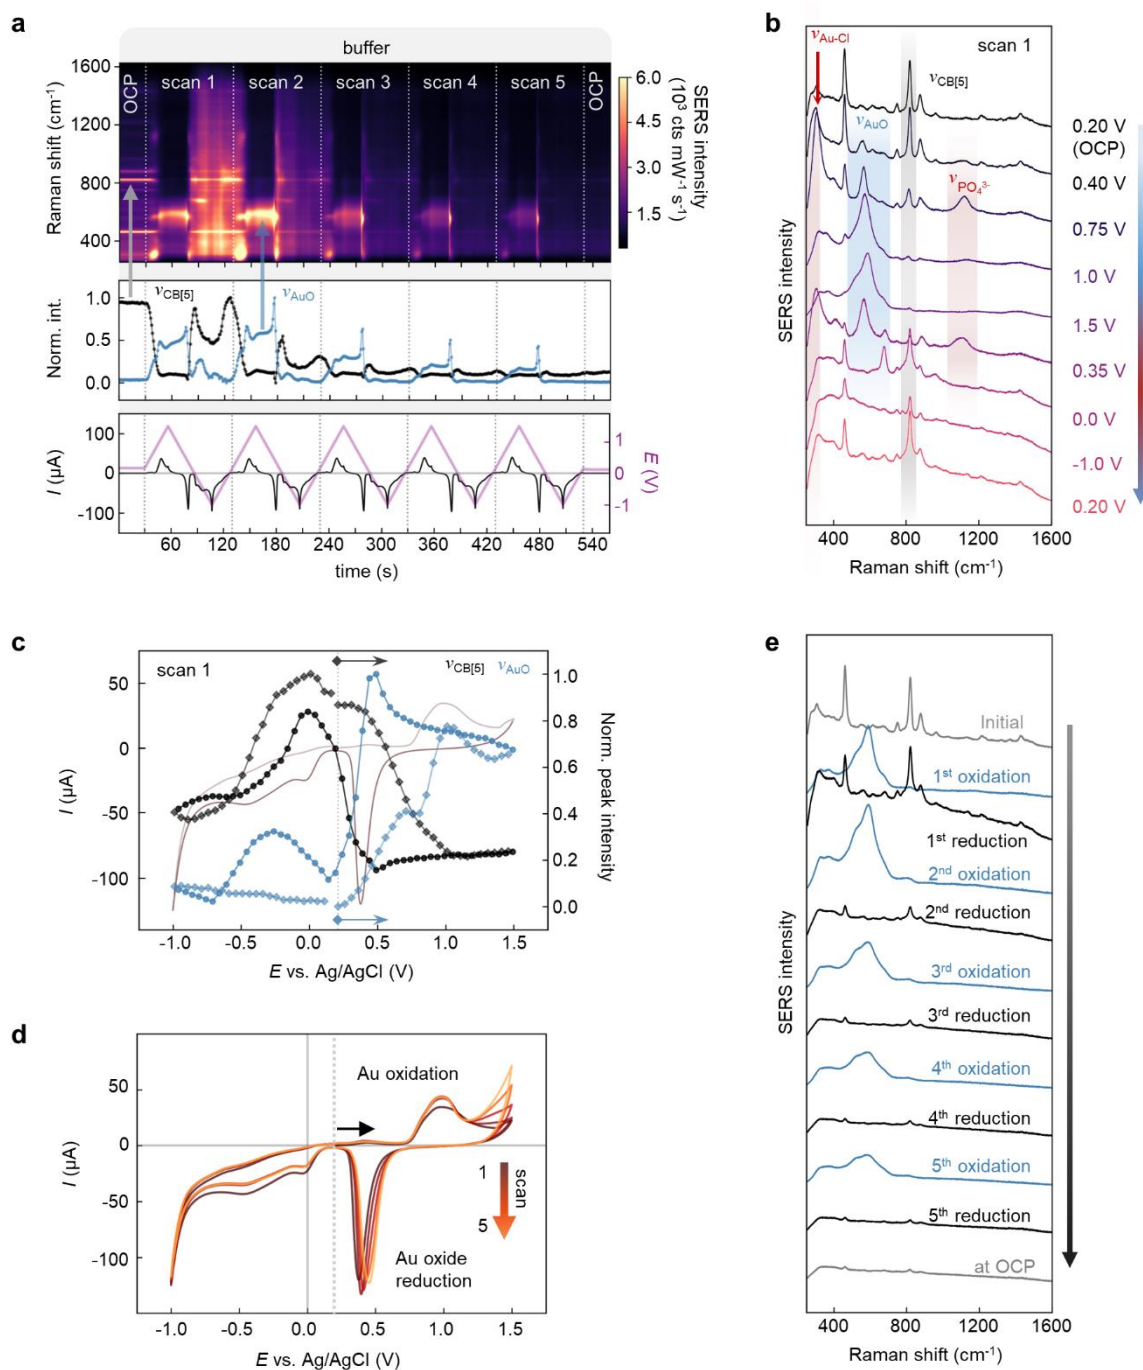 a
buffer
1600
1200
800
400
Raman shift (cm⁻¹)
OCP
scan 1
scan 2
scan 3
scan 4
scan 5
OCP
6.0
4.5
3.0
1.5
SERS intensity
(10³ cts mW⁻¹ s⁻¹)
1.0
0.5
0.0
Norm. int.
νCB[5]
νAuO
100
0
-100
I (µA)
1
0
-1
E (V)
60 120 180 240 300 360 420 480 540
time (s)
b
νAu-Cl
scan 1
νCB[5]
νAuO
νPO₄³⁻
0.20 V
(OCP)
0.40 V
0.75 V
1.0 V
1.5 V
0.35 V
0.0 V
-1.0 V
0.20 V
SERS intensity
400 800 1200 1600
Raman shift (cm⁻¹)
c
scan 1
νCB[5] νAuO
50
0
-50
-100
I (µA)
1.0
0.8
0.6
0.4
0.2
0.0
Norm. peak intensity
-1.0 -0.5 0.0 0.5 1.0 1.5
E vs. Ag/AgCl (V)
d
Au oxidation
50
0
-50
-100
I (µA)
1
scan
5
Au oxide
reduction
-1.0 -0.5 0.0 0.5 1.0 1.5
E vs. Ag/AgCl (V)
e
Initial
1st oxidation
1st reduction
2nd oxidation
2nd reduction
3rd oxidation
3rd reduction
4th oxidation
4th reduction
5th oxidation
5th reduction
at OCP
SERS intensity
400 800 1200 1600
Raman shift (cm⁻¹)